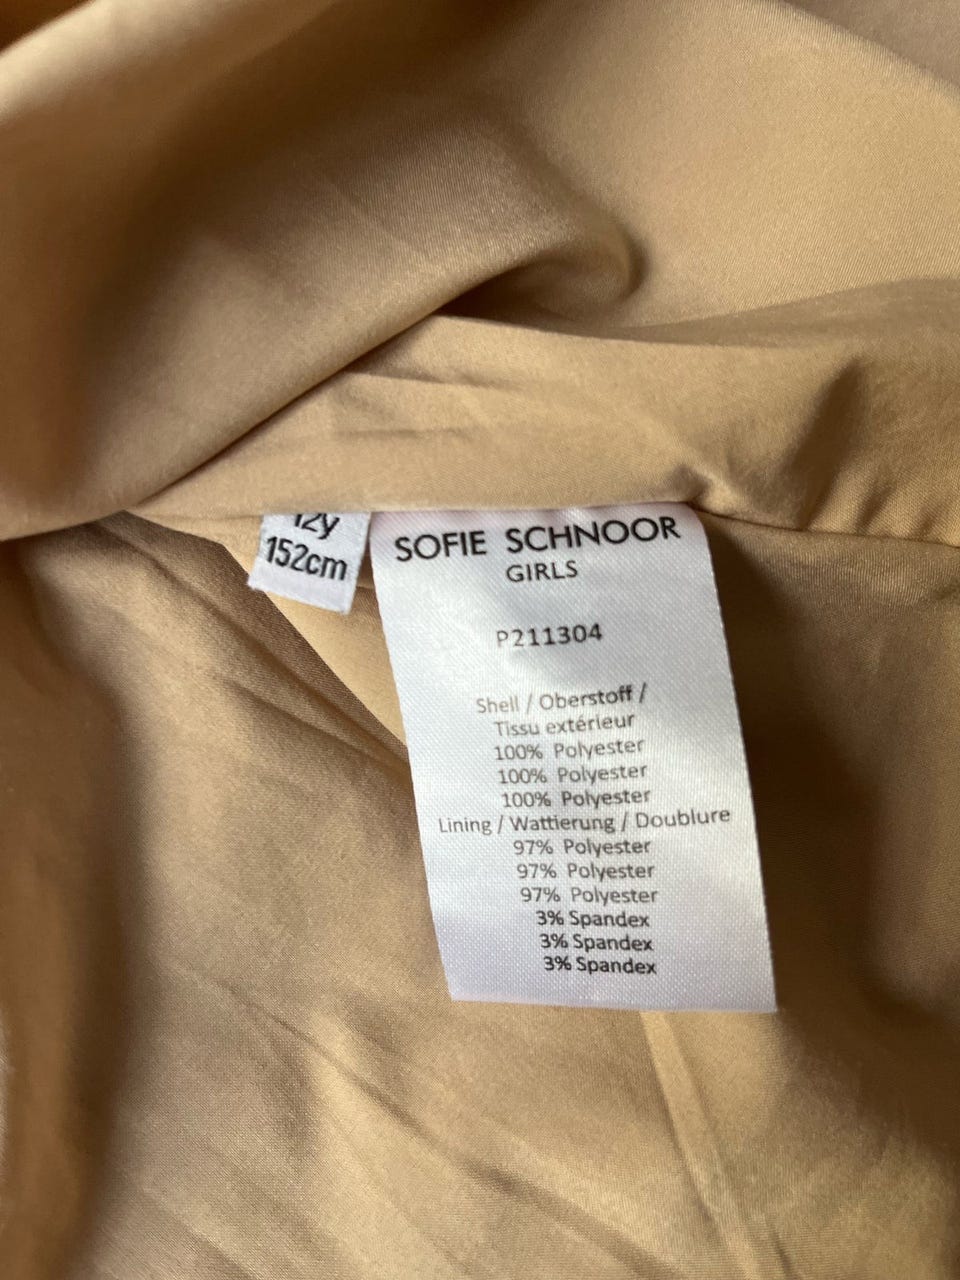 12y
152cm
SOFIE SCHNOOR
GIRLS
P211304
Shell / Oberstoff /
Tissu extérieur
100% Polyester
100% Polyester
100% Polyester
Lining / Wattierung / Doublure
97% Polyester
97% Polyester
97% Polyester
3% Spandex
3% Spandex
3% Spandex